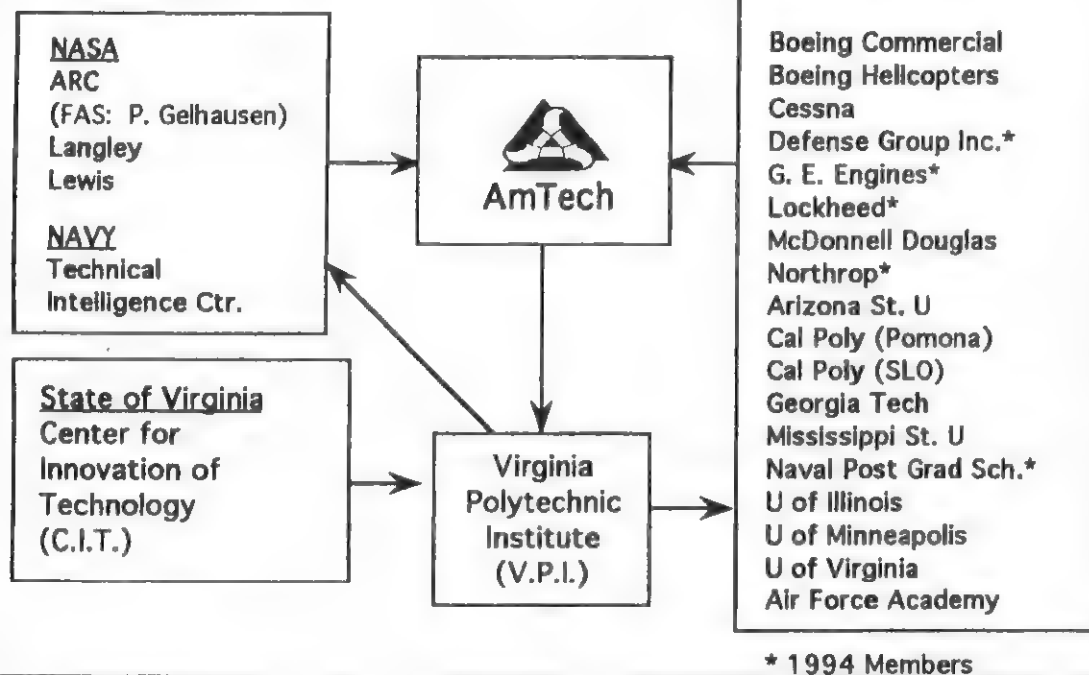 NASA
ARC
(FAS: P. Gelhausen)
Langley
Lewis
NAVY
Technical
Intelligence Ctr.
State of Virginia
Center for
Innovation of
Technology
(C.I.T.)
AmTech
Virginia
Polytechnic
Institute
(V.P.I.)
Boeing Commercial
Boeing Helicopters
Cessna
Defense Group Inc.*
G. E. Engines*
Lockheed*
McDonnell Douglas
Northrop*
Arizona St. U
Cal Poly (Pomona)
Cal Poly (SLO)
Georgia Tech
Mississippi St. U
Naval Post Grad Sch.*
U of Illinois
U of Minneapolis
U of Virginia
Air Force Academy
* 1994 Members